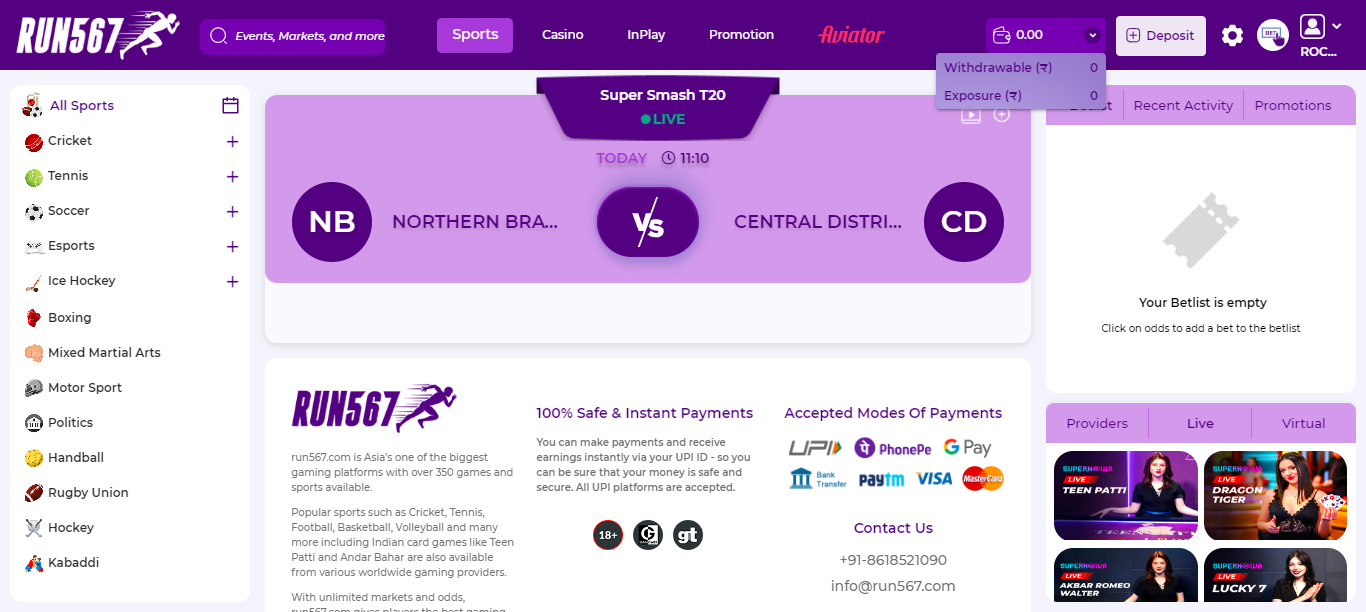 RUN567
Events, Markets, and more
Sports
Casino
InPlay
Promotion
Aviator
0.00
Deposit
BET
ROC...
Withdrawable (₹) 0
Exposure (₹) 0
All Sports
Cricket
Tennis
Soccer
Esports
Ice Hockey
Boxing
Mixed Martial Arts
Motor Sport
Politics
Handball
Rugby Union
Hockey
Kabaddi
Super Smash T20
LIVE
TODAY 11:10
NB
NORTHERN BRA...
VS
CENTRAL DISTRI...
CD
Recent Activity
Promotions
Your Betlist is empty
Click on odds to add a bet to the betlist
RUN567
run567.com is Asia's one of the biggest
gaming platforms with over 350 games and
sports available.
Popular sports such as Cricket, Tennis,
Football, Basketball, Volleyball and many
more including Indian card games like Teen
Patti and Andar Bahar are also available
from various worldwide gaming providers.
With unlimited markets and odds,
run567.com gives players the best gaming
100% Safe & Instant Payments
You can make payments and receive
earnings instantly via your UPI ID - so you
can be sure that your money is safe and
secure. All UPI platforms are accepted.
18+
G
gt
Accepted Modes Of Payments
UPI
PhonePe
G Pay
Bank
Transfer
paytm
VISA
MasterCard
Contact Us
+91-8618521090
info@run567.com
Providers
Live
Virtual
SUPERNOWA
LIVE
TEEN PATTI
SUPERNOWA
LIVE
DRAGON
TIGER
SUPERNOWA
LIVE
AKBAR ROMEO
WALTER
SUPERNOWA
LIVE
LUCKY 7